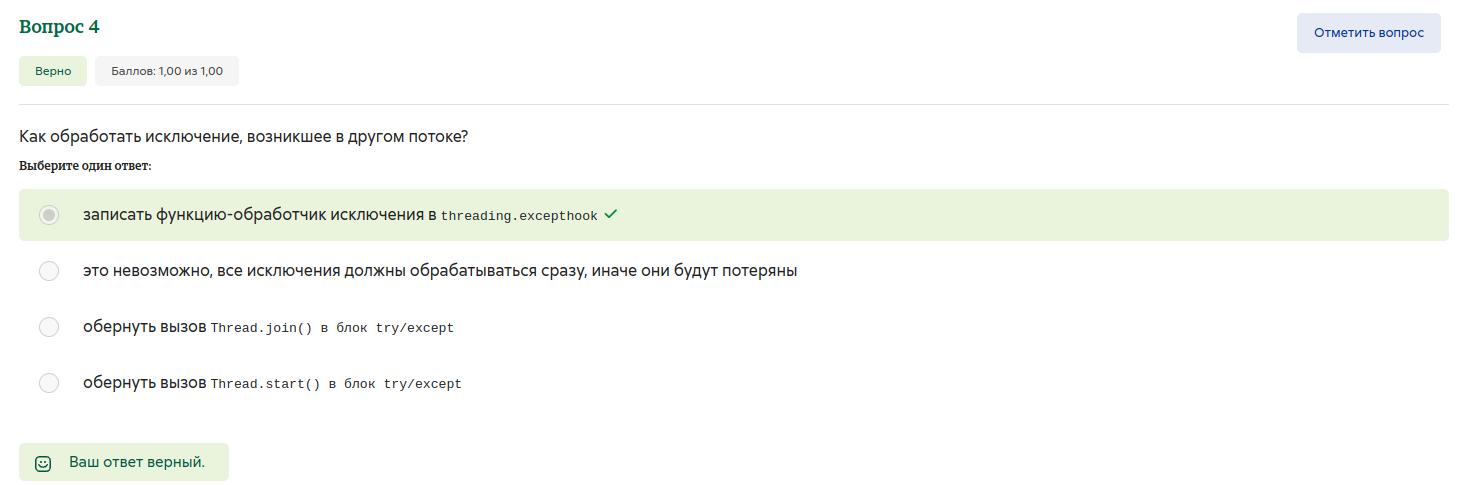 Вопрос 4
Отметить вопрос
Верно
Баллов: 1,00 из 1,00
Как обработать исключение, возникшее в другом потоке?
Выберите один ответ:
записать функцию-обработчик исключения в threading.excepthook
это невозможно, все исключения должны обрабатываться сразу, иначе они будут потеряны
обернуть вызов Thread.join() в блок try/except
обернуть вызов Thread.start() в блок try/except
Ваш ответ верный.